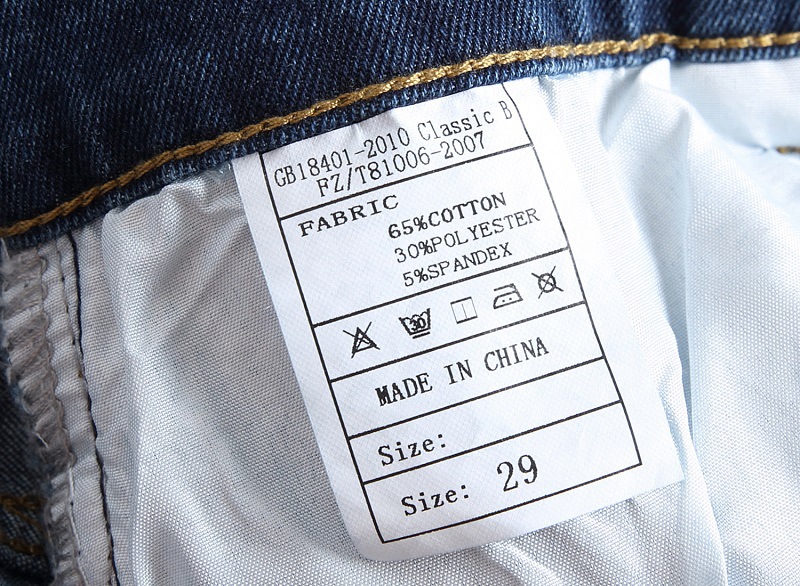 GB18401-2010 Classic B
FZ/T81006-2007
FABRIC
65%COTTON
30%POLYESTER
5%SPANDEX
30
MADE IN CHINA
Size:
Size: 29